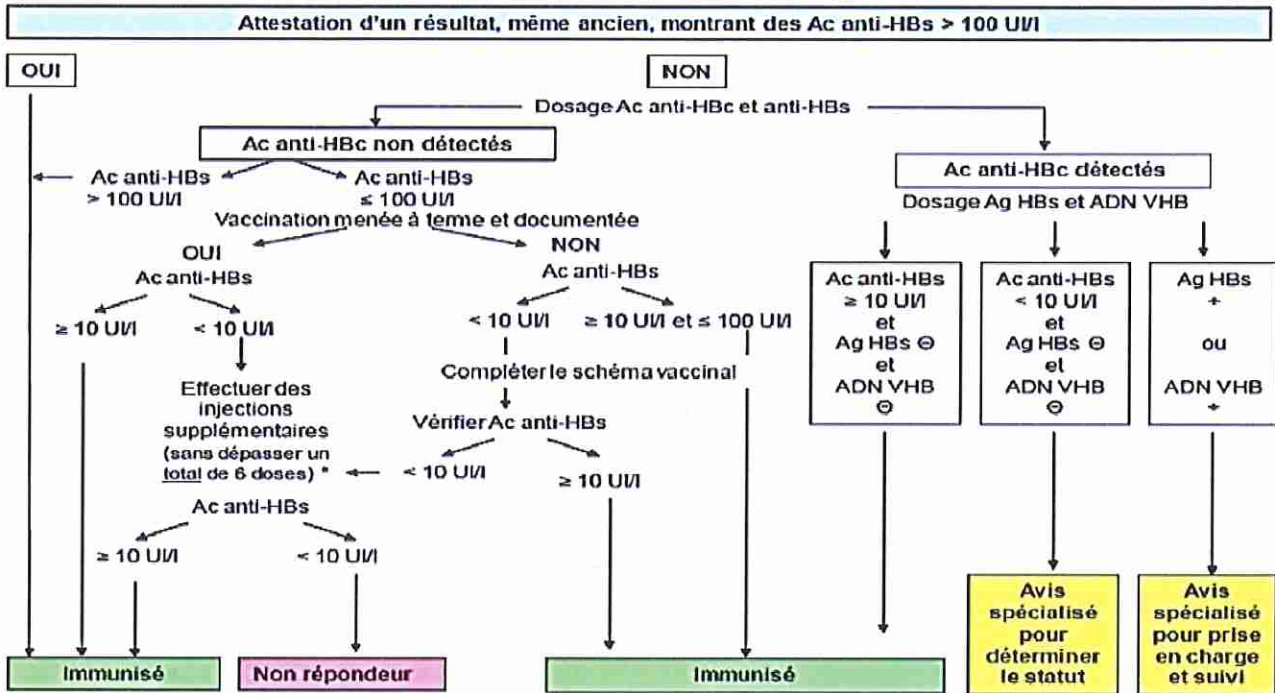 Attestation d'un résultat, même ancien, montrant des Ac anti-HBs > 100 UI/l
OUI
NON
Dosage Ac anti-HBc et anti-HBs
Ac anti-HBc non détectés
Ac anti-HBs
> 100 UI/l
Ac anti-HBs
≤ 100 UI/l
Vaccination menée à terme et documentée
OUI
Ac anti-HBs
≥ 10 UI/l
< 10 UI/l
Effectuer des
injections
supplémentaires
(sans dépasser un
total de 6 doses) *
Ac anti-HBs
≥ 10 UI/l
< 10 UI/l
NON
Ac anti-HBs
< 10 UI/l
≥ 10 UI/l et ≤ 100 UI/l
Compléter le schéma vaccinal
Vérifier Ac anti-HBs
< 10 UI/l
≥ 10 UI/l
Ac anti-HBc détectés
Dosage Ag HBs et ADN VHB
Ac anti-HBs
≥ 10 UI/l
et
Ag HBs ⊖
et
ADN VHB
⊖
Ac anti-HBs
< 10 UI/l
et
Ag HBs ⊖
et
ADN VHB
⊖
Ag HBs
+
ou
ADN VHB
+
Immunisé
Non répondeur
Immunisé
Avis
spécialisé
pour
déterminer
le statut
Avis
spécialisé
pour prise
en charge
et suivi